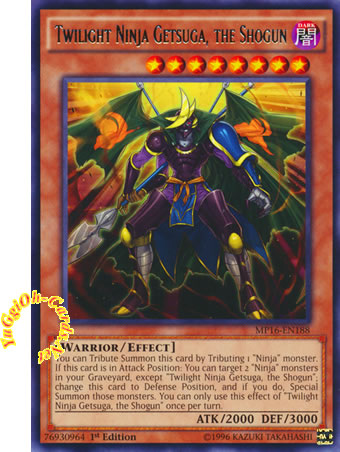 TWILIGHT NINJA GETSUGA, THE SHOGUN
DARK
闇
YuGgiOh-Cardsmkt
MP16-EN188
[WARRIOR/EFFECT]
You can Tribute Summon this card by Tributing 1 "Ninja" monster.
If this card is in Attack Position: You can target 2 "Ninja" monsters
in your Graveyard, except "Twilight Ninja Getsuga, the Shogun";
change this card to Defense Position, and if you do, Special
Summon those monsters. You can only use this effect of "Twilight
Ninja Getsuga, the Shogun" once per turn.
ATK/2000 DEF/3000
76930964 1st Edition ©1996 KAZUKI TAKAHASHI